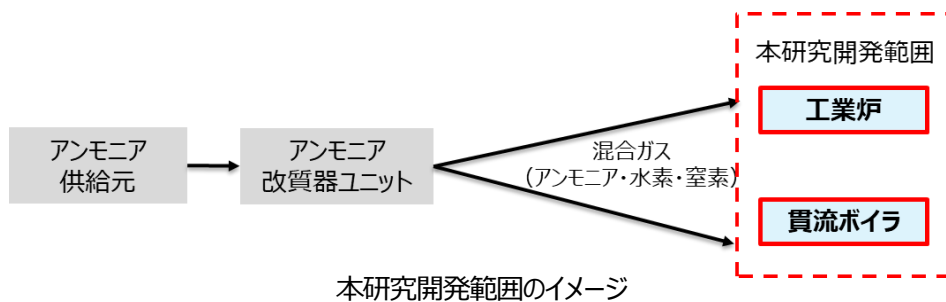 本研究開発範囲
工業炉
アンモニア
供給元
アンモニア
改質器ユニット
混合ガス
（アンモニア・水素・窒素）
貫流ボイラ
本研究開発範囲のイメージ